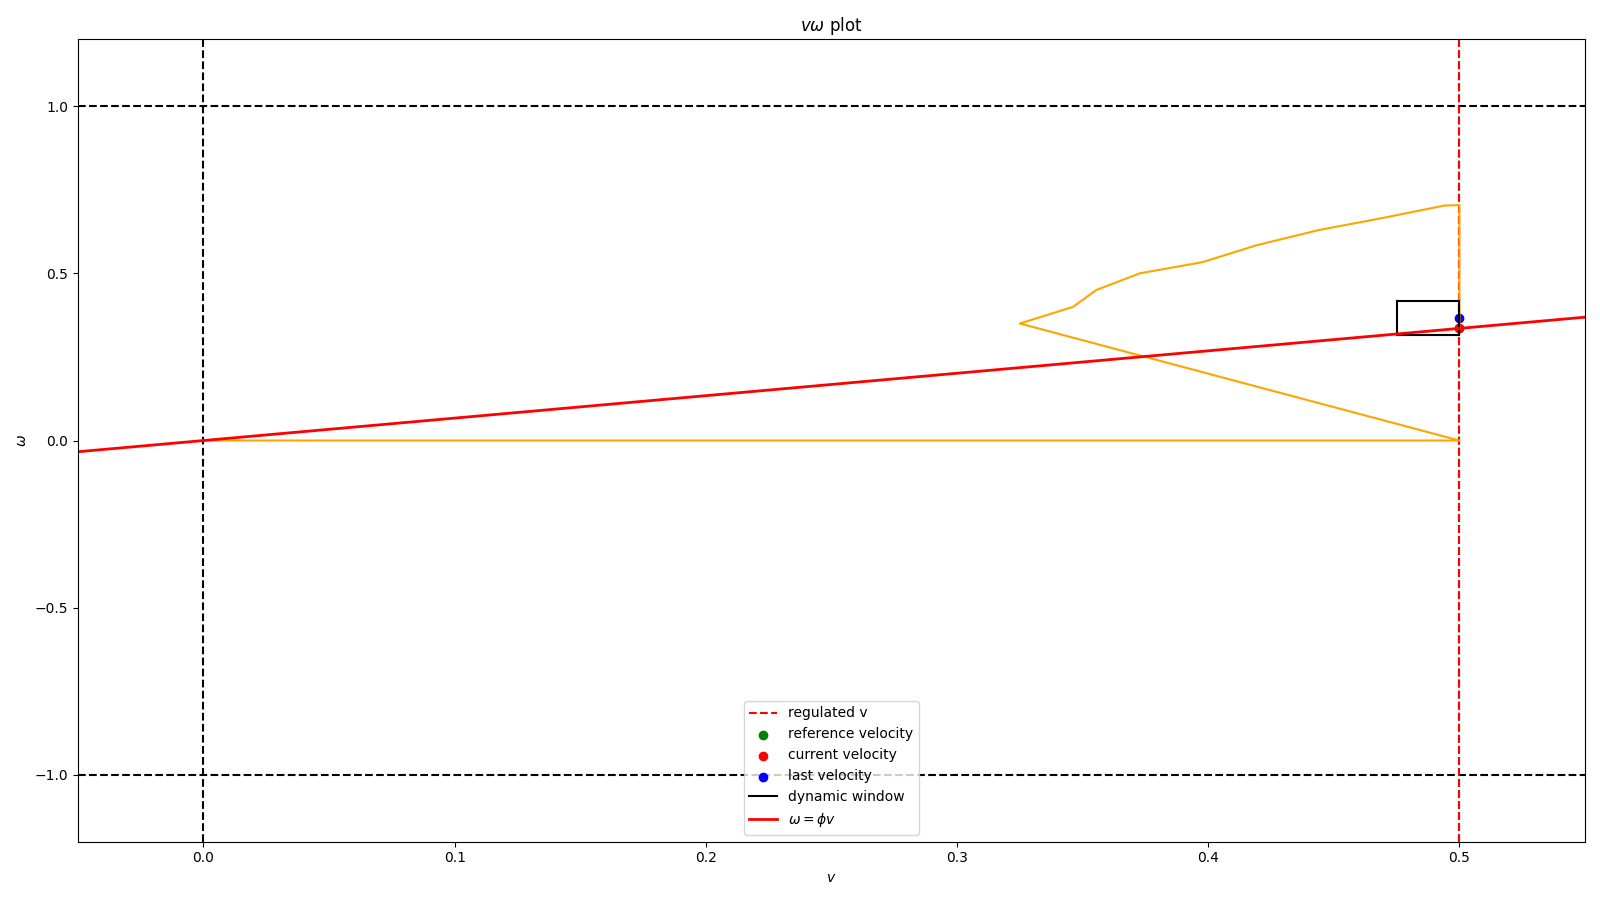 vω plot
1.0
0.5
0.0
−0.5
−1.0
ω
0.0 0.1 0.2 0.3 0.4 0.5
v
regulated v
reference velocity
current velocity
last velocity
dynamic window
ω = ϕv